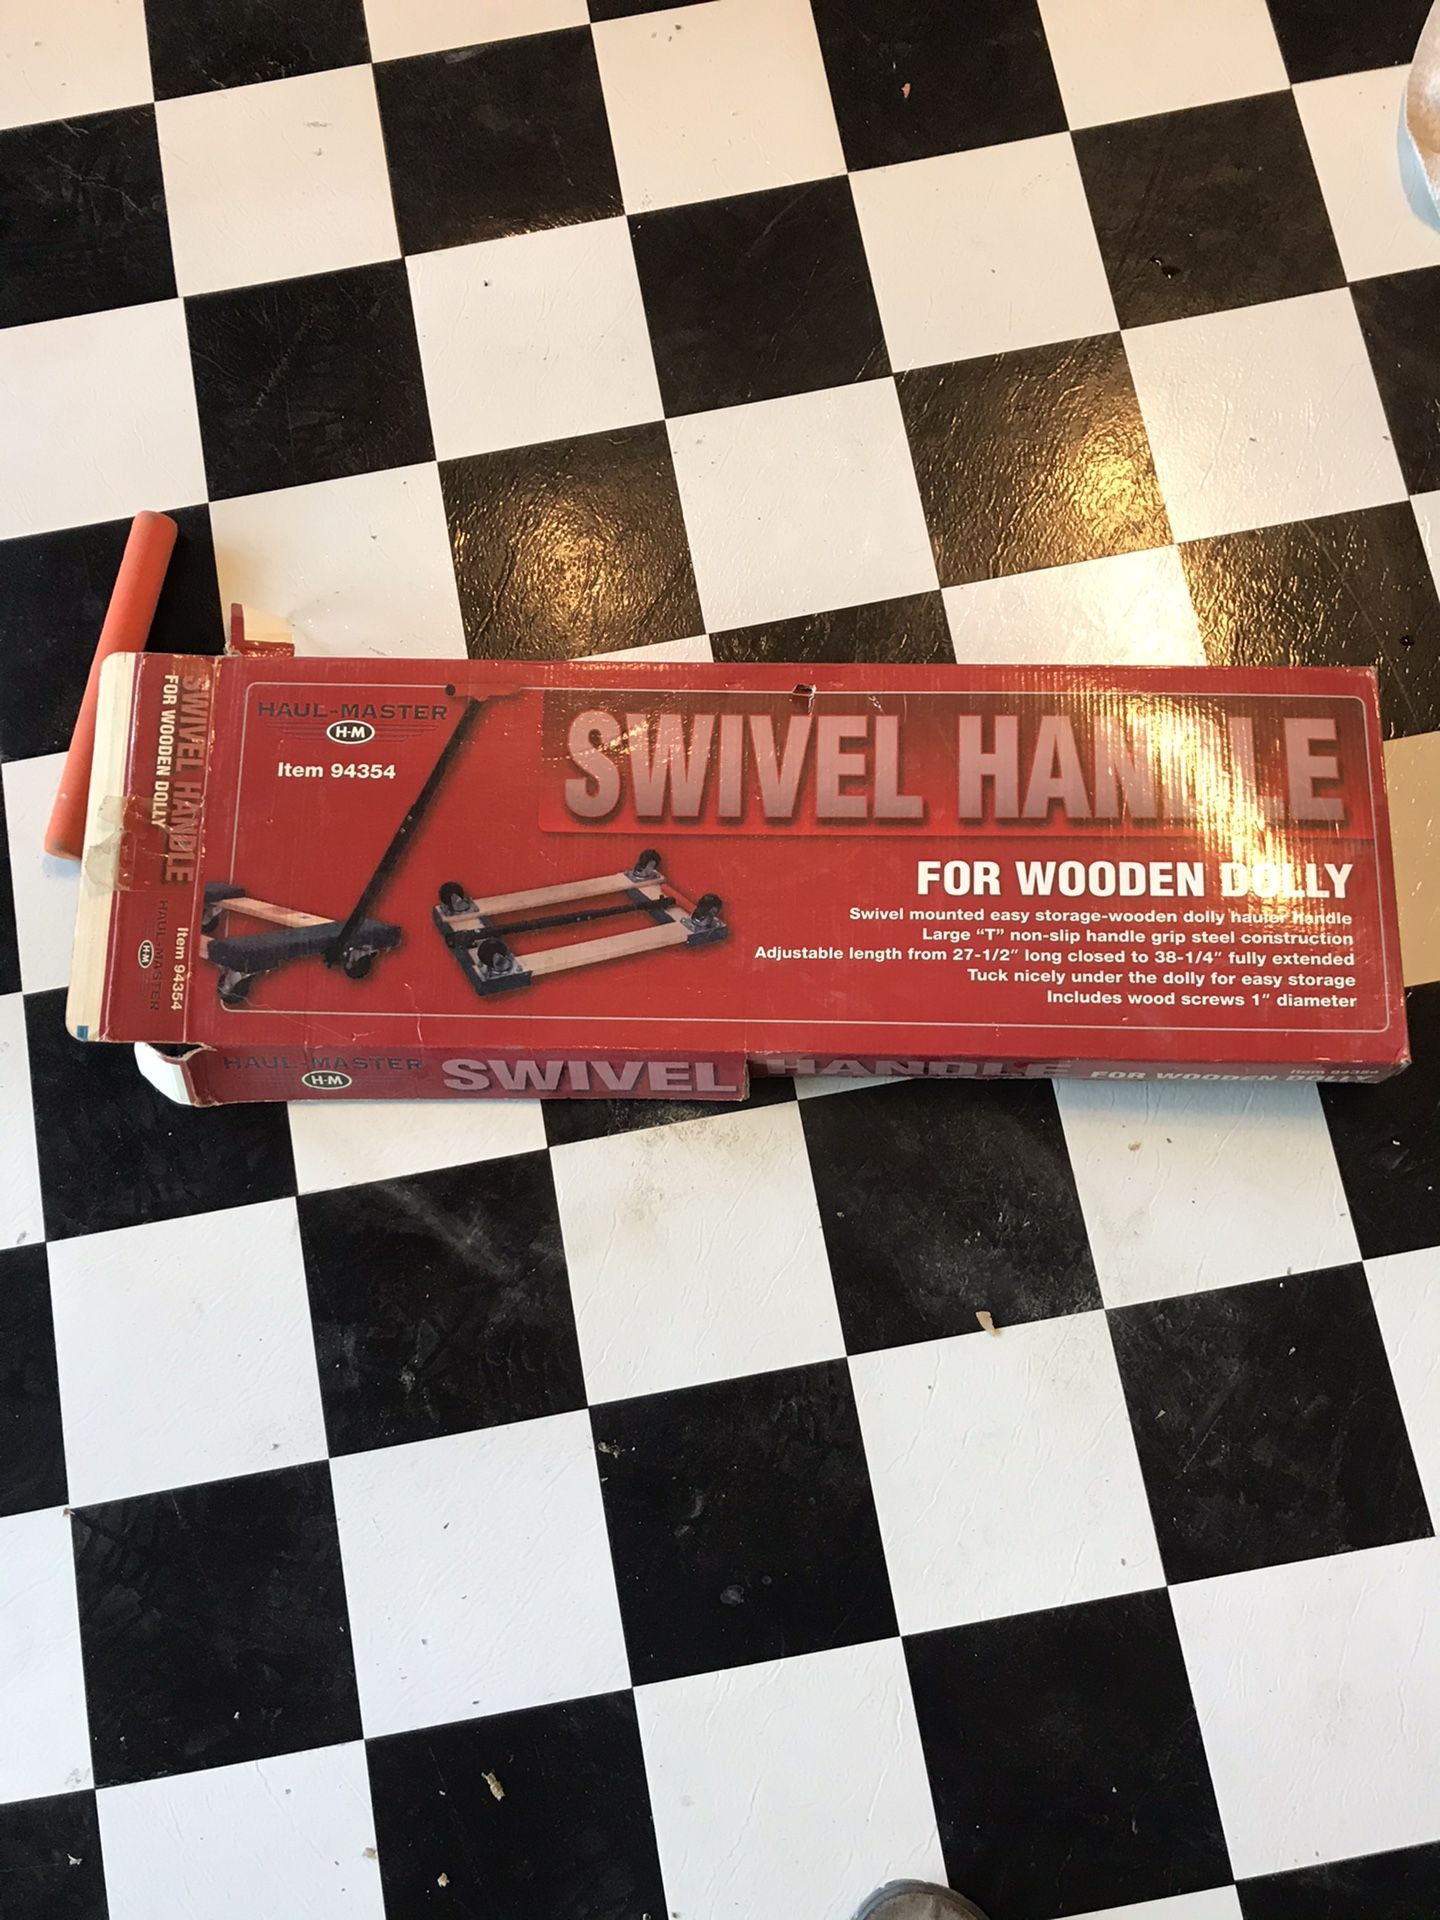 HAUL-MASTER
H-M
Item 94354
SWIVEL HANDLE
FOR WOODEN DOLLY
Swivel mounted easy storage-wooden dolly hauler handle
Large “T” non-slip handle grip steel construction
Adjustable length from 27-1/2″ long closed to 38-1/4″ fully extended
Tuck nicely under the dolly for easy storage
Includes wood screws 1″ diameter
SWIVEL HANDLE
FOR WOODEN DOLLY
Item 94354
HAUL-MASTER
H-M
HAUL-MASTER
H-M
SWIVEL HANDLE
FOR WOODEN DOLLY
Item 94354